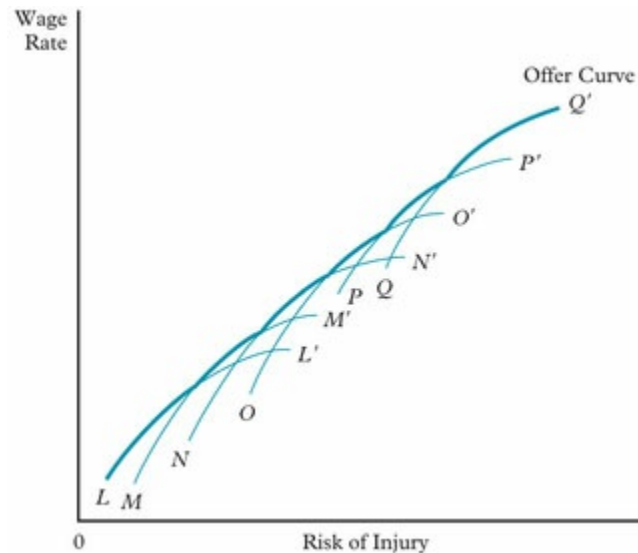 Wage
Rate
Offer Curve
Q′
P′
O′
N′
P
Q
M′
L′
O
N
L
M
0
Risk of Injury